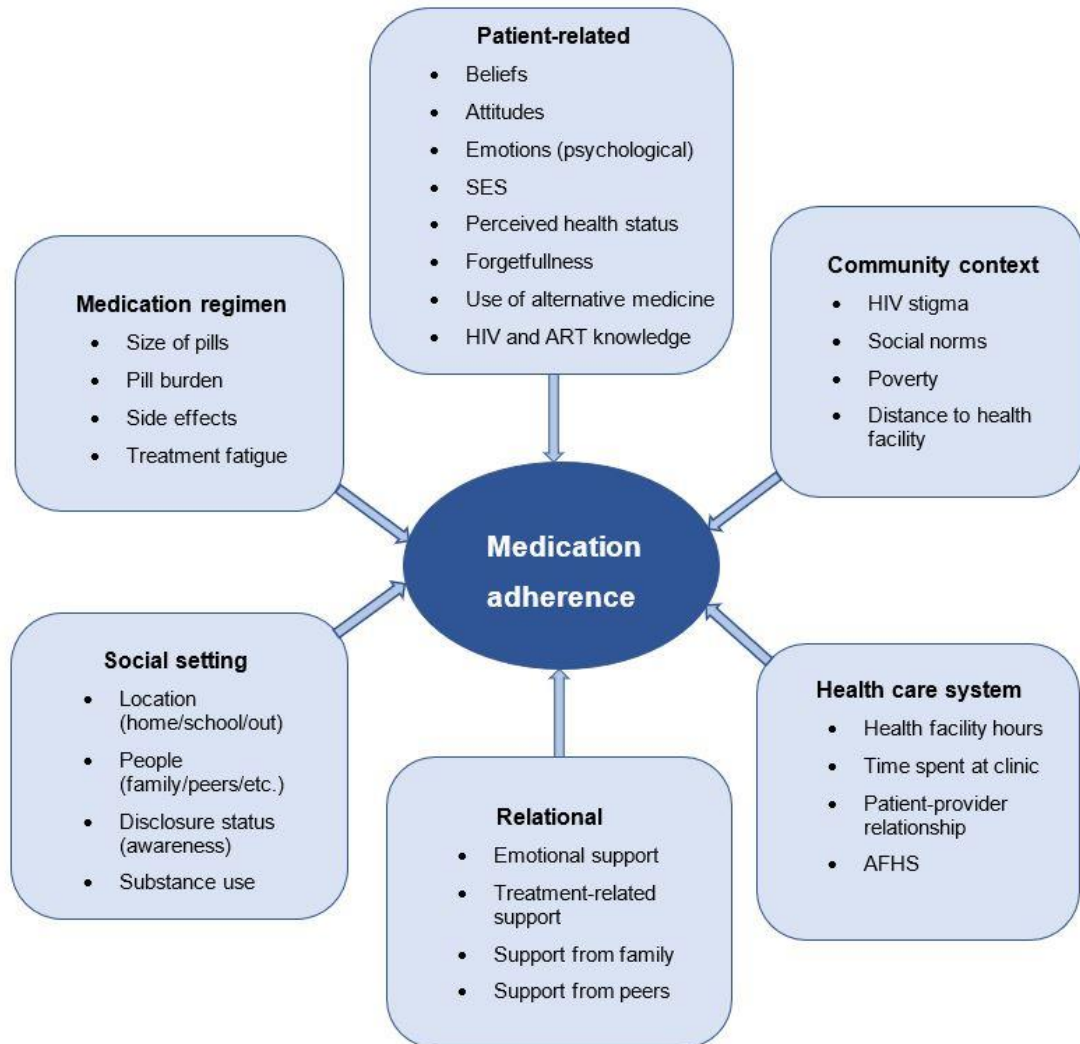 Patient-related
• Beliefs
• Attitudes
• Emotions (psychological)
• SES
• Perceived health status
• Forgetfullness
• Use of alternative medicine
• HIV and ART knowledge
Medication regimen
• Size of pills
• Pill burden
• Side effects
• Treatment fatigue
Community context
• HIV stigma
• Social norms
• Poverty
• Distance to health
facility
Medication
adherence
Social setting
• Location
(home/school/out)
• People
(family/peers/etc.)
• Disclosure status
(awareness)
• Substance use
Relational
• Emotional support
• Treatment-related
support
• Support from family
• Support from peers
Health care system
• Health facility hours
• Time spent at clinic
• Patient-provider
relationship
• AFHS